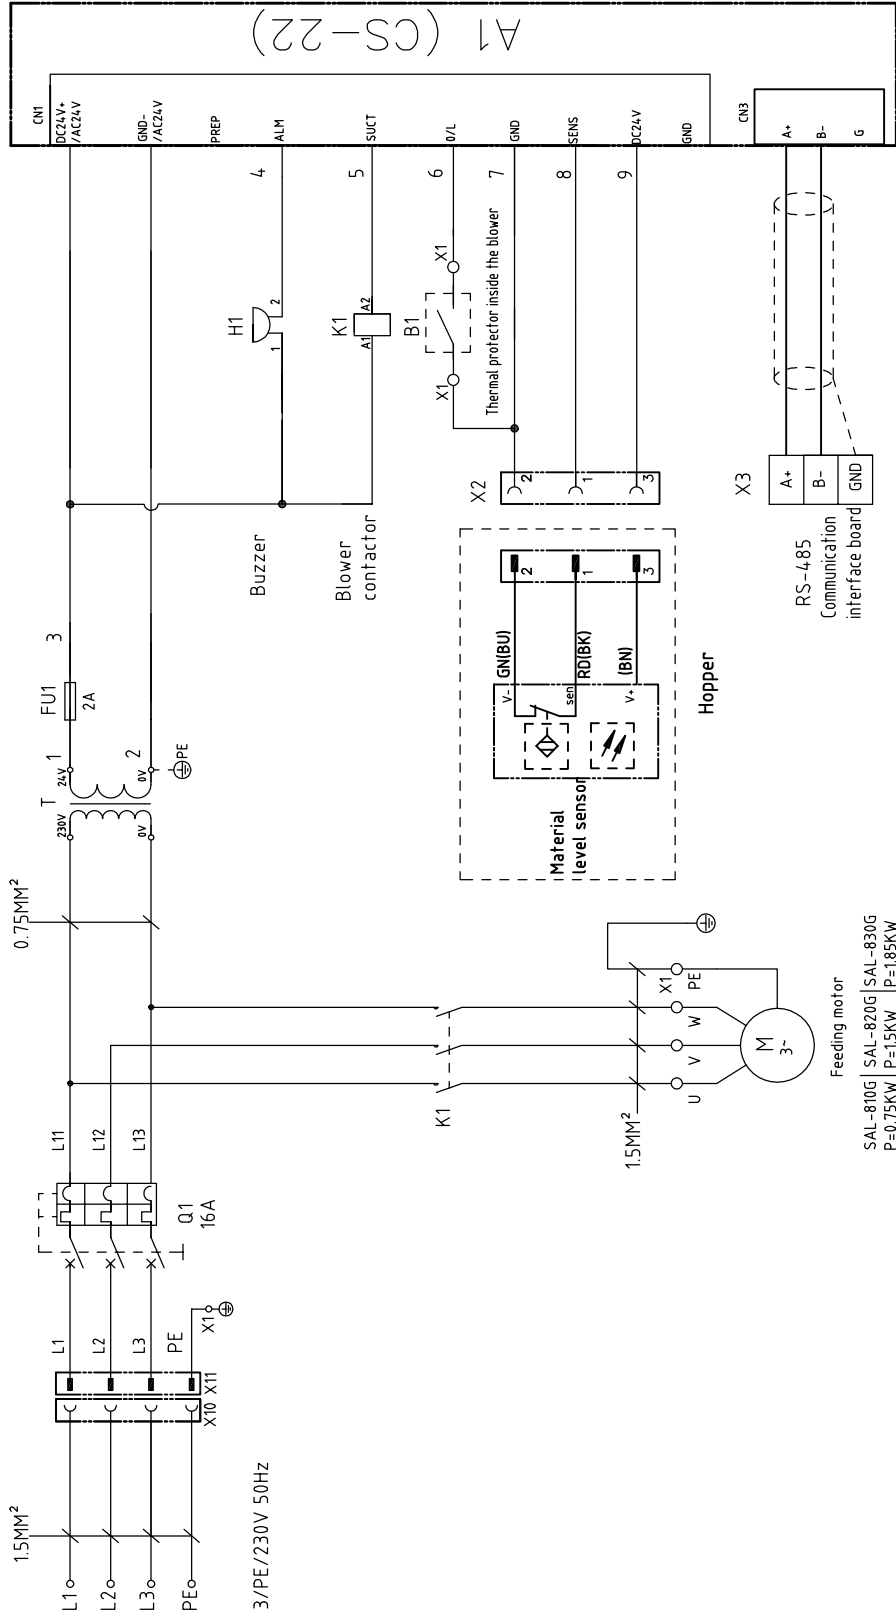 A1 (CS-22)
CN1
DC24V+
/AC24V
GND-
/AC24V
PREP
ALM
SUCT
O/L
GND
SENS
DC24V
GND
CN3
A+
B-
G
4
5
6
7
8
9
H1
1
2
K1
A1
A2
B1
X1
X1
Thermal protector inside the blower
Buzzer
Blower
contactor
X2
2
1
3
2
1
3
X3
A+
B-
GND
RS-485
Communication
interface board
GN(BU)
RD(BK)
(BN)
V-
sen
V+
Material
level sensor
Hopper
FU1
2A
3
T
24V
1
0V
2
PE
230V
0V
0.75MM²
L11
L12
L13
Q1
16A
L1
L2
L3
PE
X1
X11
X10
1.5MM²
L1
L2
L3
PE
3/PE/230V 50Hz
K1
1.5MM²
U
V
W
X1
PE
M
3~
Feeding motor
SAL-810G SAL-820G SAL-830G
P=0.75KW P=1.5KW P=1.85KW